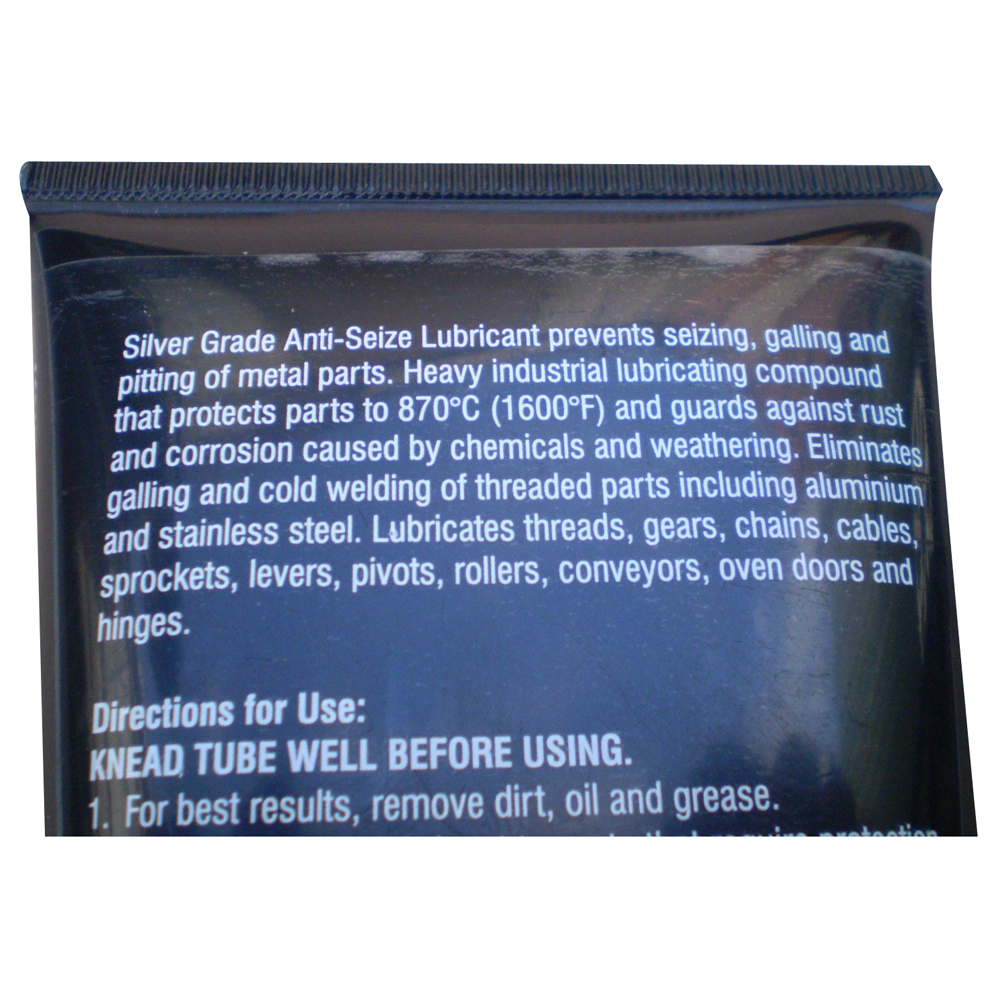 Silver Grade Anti-Seize Lubricant prevents seizing, galling and
pitting of metal parts. Heavy industrial lubricating compound
that protects parts to 870°C (1600°F) and guards against rust
and corrosion caused by chemicals and weathering. Eliminates
galling and cold welding of threaded parts including aluminium
and stainless steel. Lubricates threads, gears, chains, cables,
sprockets, levers, pivots, rollers, conveyors, oven doors and
hinges.
Directions for Use:
KNEAD TUBE WELL BEFORE USING.
1. For best results, remove dirt, oil and grease.
that require protection